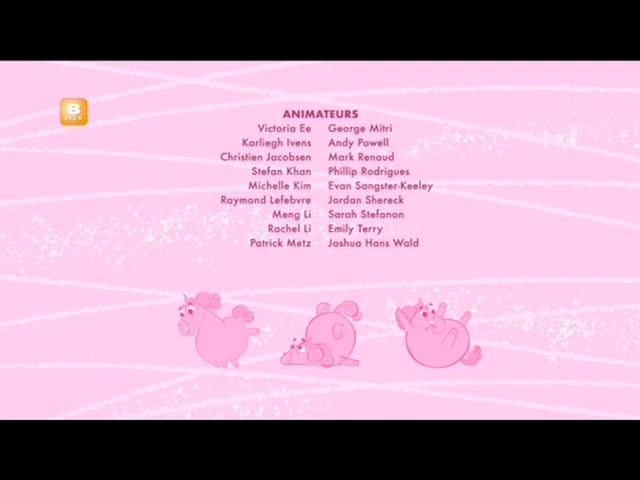 8
ANIMATEURS
Victoria Ee George Mitri
Karliegh Ivens Andy Powell
Christien Jacobsen Mark Renoud
Stefan Khan Phillip Rodrigues
Michelle Kim Evan Sangster-Keeley
Raymond Lefebvre Jordan Shereck
Meng Li Sarah Stefanon
Rachel Li Emily Terry
Patrick Metz Joshua Hans Wald